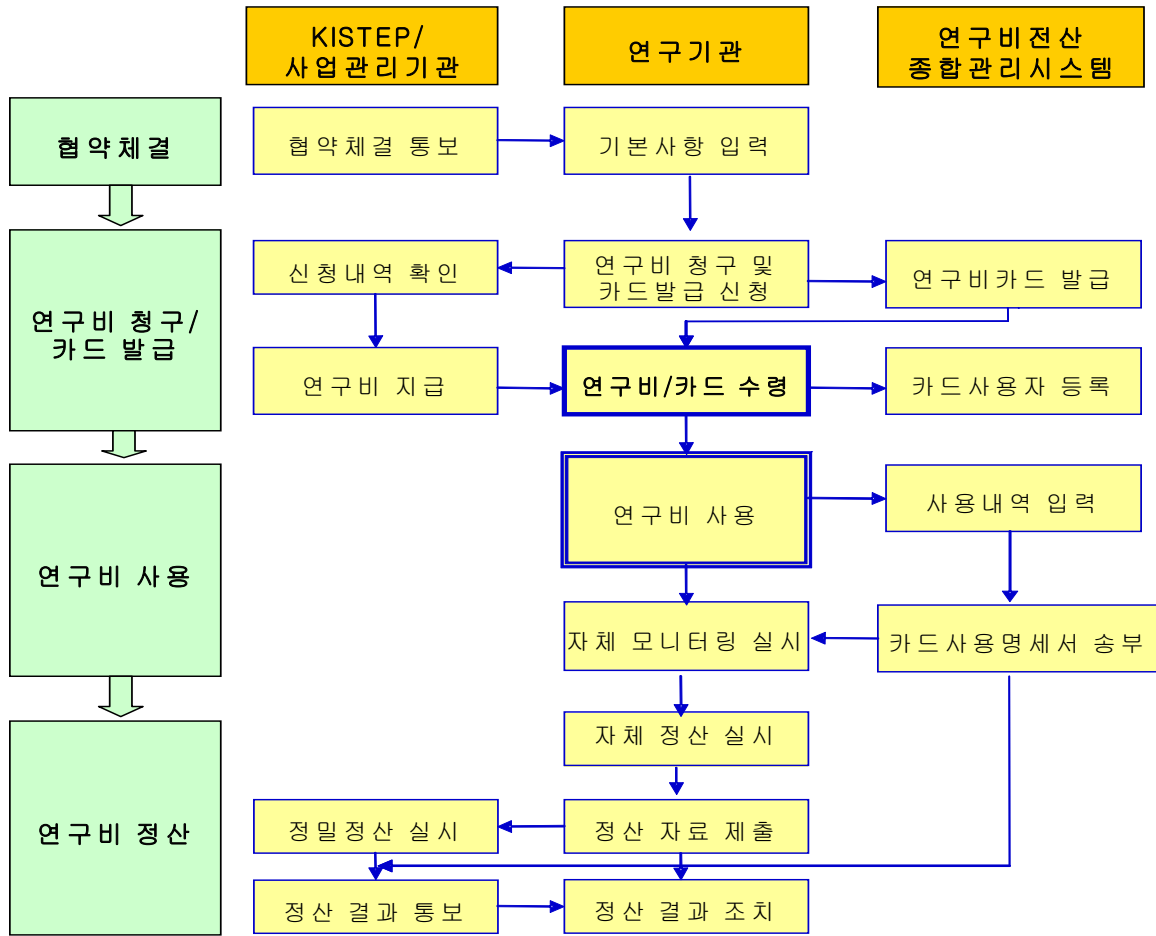 KISTEP/
사업관리기관
연구기관
연구비전산
종합관리시스템
협약체결
협약체결 통보
기본사항 입력
연구비 청구/
카드 발급
신청내역 확인
연구비 청구 및
카드발급 신청
연구비카드 발급
연구비 지급
연구비/카드 수령
카드사용자 등록
연구비 사용
연구비 사용
사용내역 입력
자체 모니터링 실시
카드사용명세서 송부
자체 정산 실시
연구비 정산
정밀정산 실시
정산 자료 제출
정산 결과 통보
정산 결과 조치